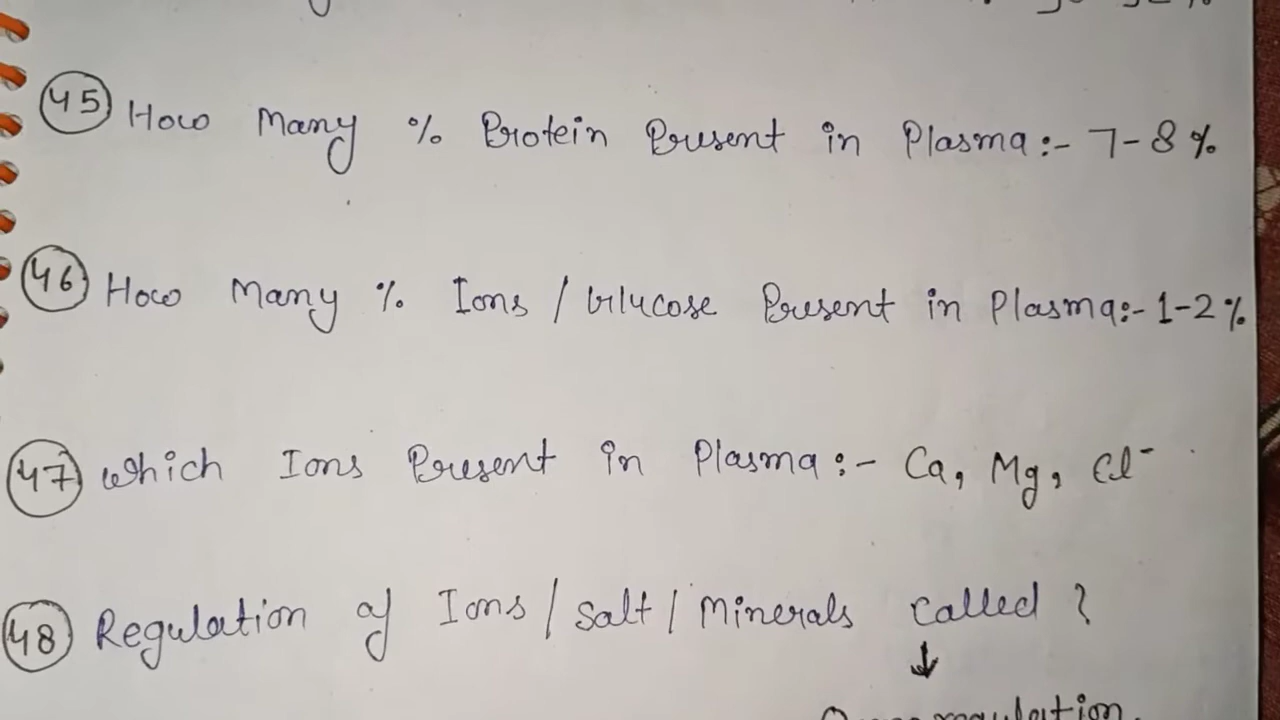 45 How Many % Protein Present in Plasma:- 7-8%
46 How Many % Ions / Glucose Present in Plasma:- 1-2%
47 which Ions Present in Plasma:- Ca, Mg, Cl⁻
48 Regulation of Ions / Salt / Minerals called ?
↓